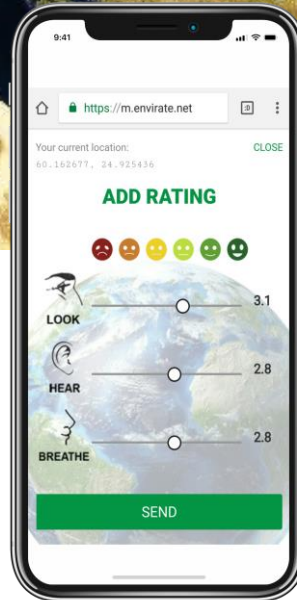 9:41
https://m.envirate.net
:D
Your current location:
CLOSE
60.162677, 24.925436
ADD RATING
LOOK
3.1
HEAR
2.8
BREATHE
2.8
SEND